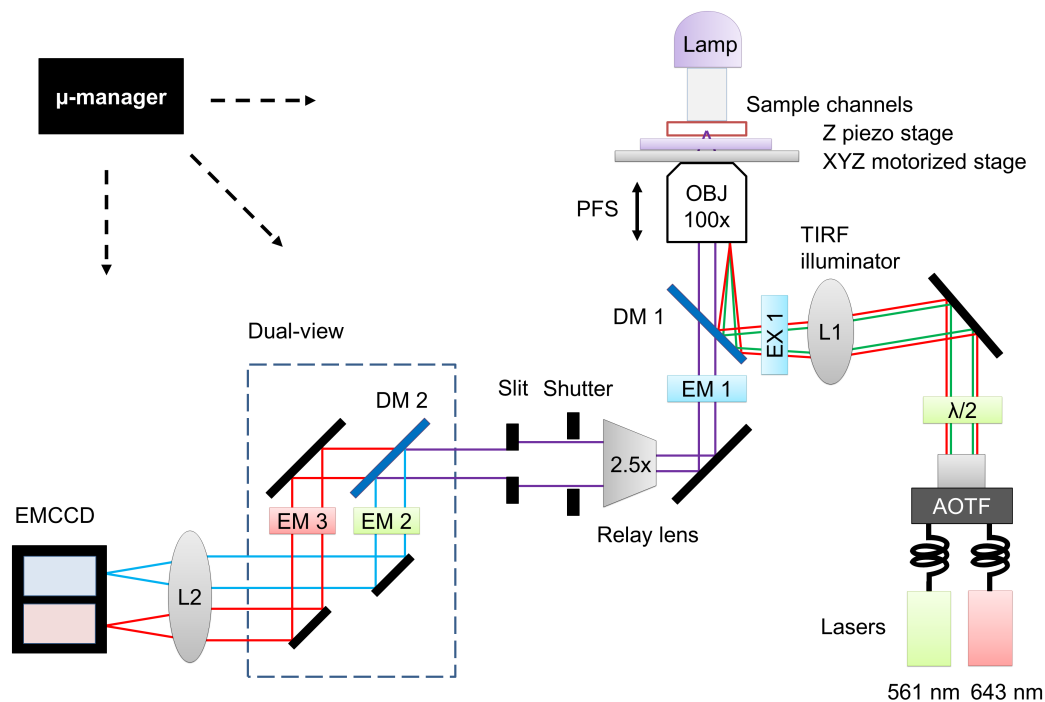 Lamp
μ-manager
Sample channels
Z piezo stage
XYZ motorized stage
OBJ
100x
PFS
TIRF
illuminator
DM 1
EX 1
L1
Dual-view
EM 1
Slit
Shutter
DM 2
λ/2
2.5x
AOTF
EMCCD
EM 3
EM 2
Relay lens
L2
Lasers
561 nm
643 nm